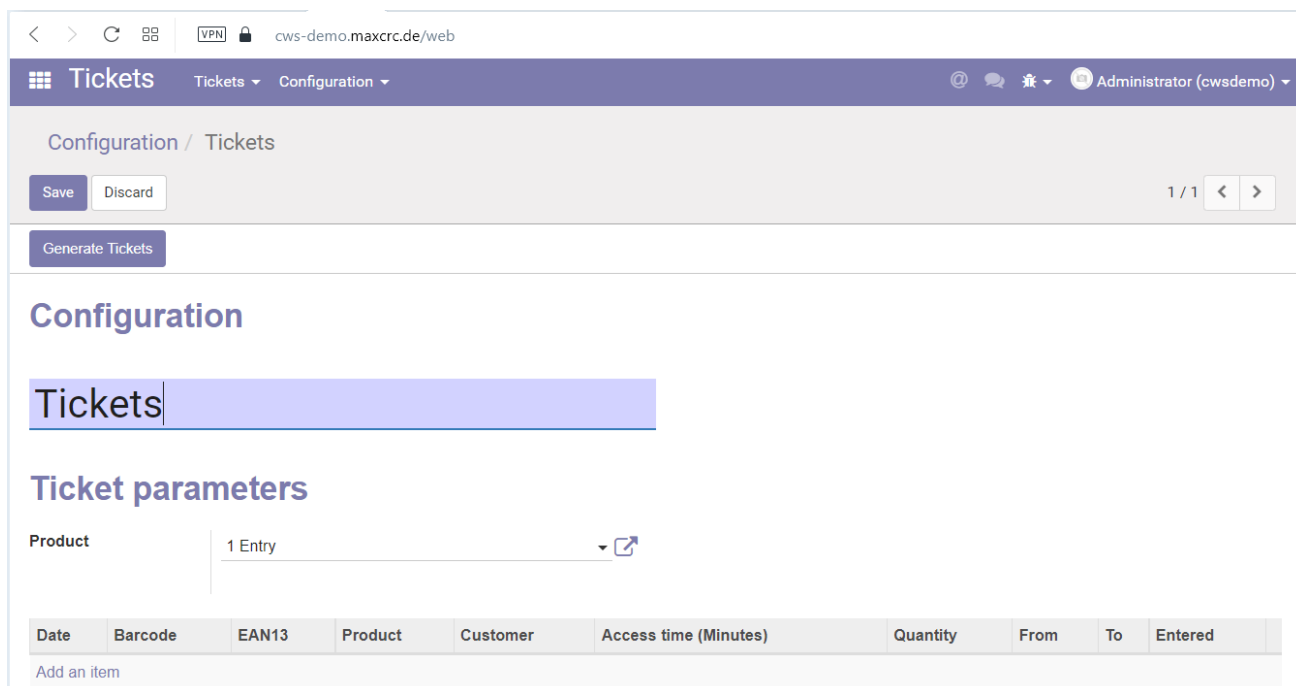 VPN cws-demo.maxcrc.de/web
Tickets Tickets Configuration @ Administrator (cwsdemo)
Configuration / Tickets
Save Discard 1 / 1
Generate Tickets
Configuration
Tickets
Ticket parameters
Product 1 Entry
Date Barcode EAN13 Product Customer Access time (Minutes) Quantity From To Entered
Add an item